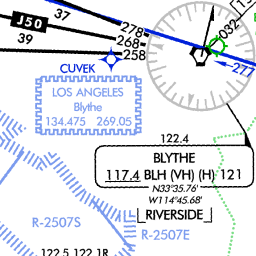 37
J50
39
278
268
258
032
15
277
CUVEK
LOS ANGELES
Blythe
134.475 269.05
122.4
BLYTHE
117.4 BLH (VH) (H) 121
N33°35.76'
W114°45.68'
RIVERSIDE
R-2507S
R-2507E
122.5 122.1R